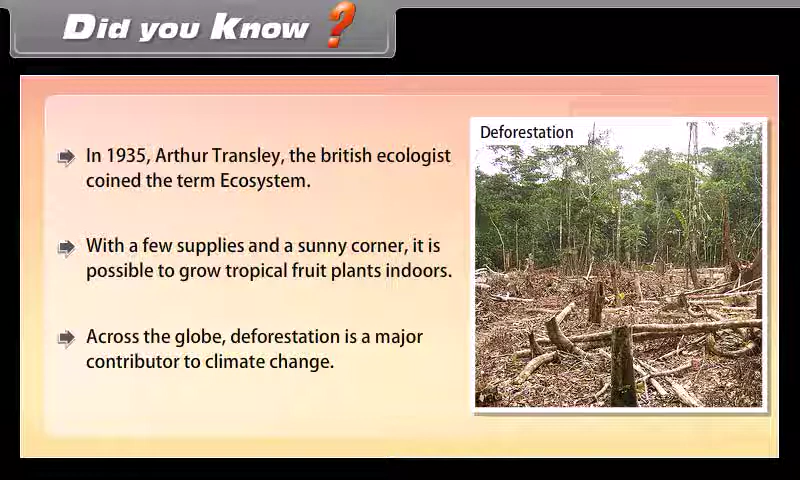 Did you Know ?
In 1935, Arthur Transley, the british ecologist
coined the term Ecosystem.
With a few supplies and a sunny corner, it is
possible to grow tropical fruit plants indoors.
Across the globe, deforestation is a major
contributor to climate change.
Deforestation